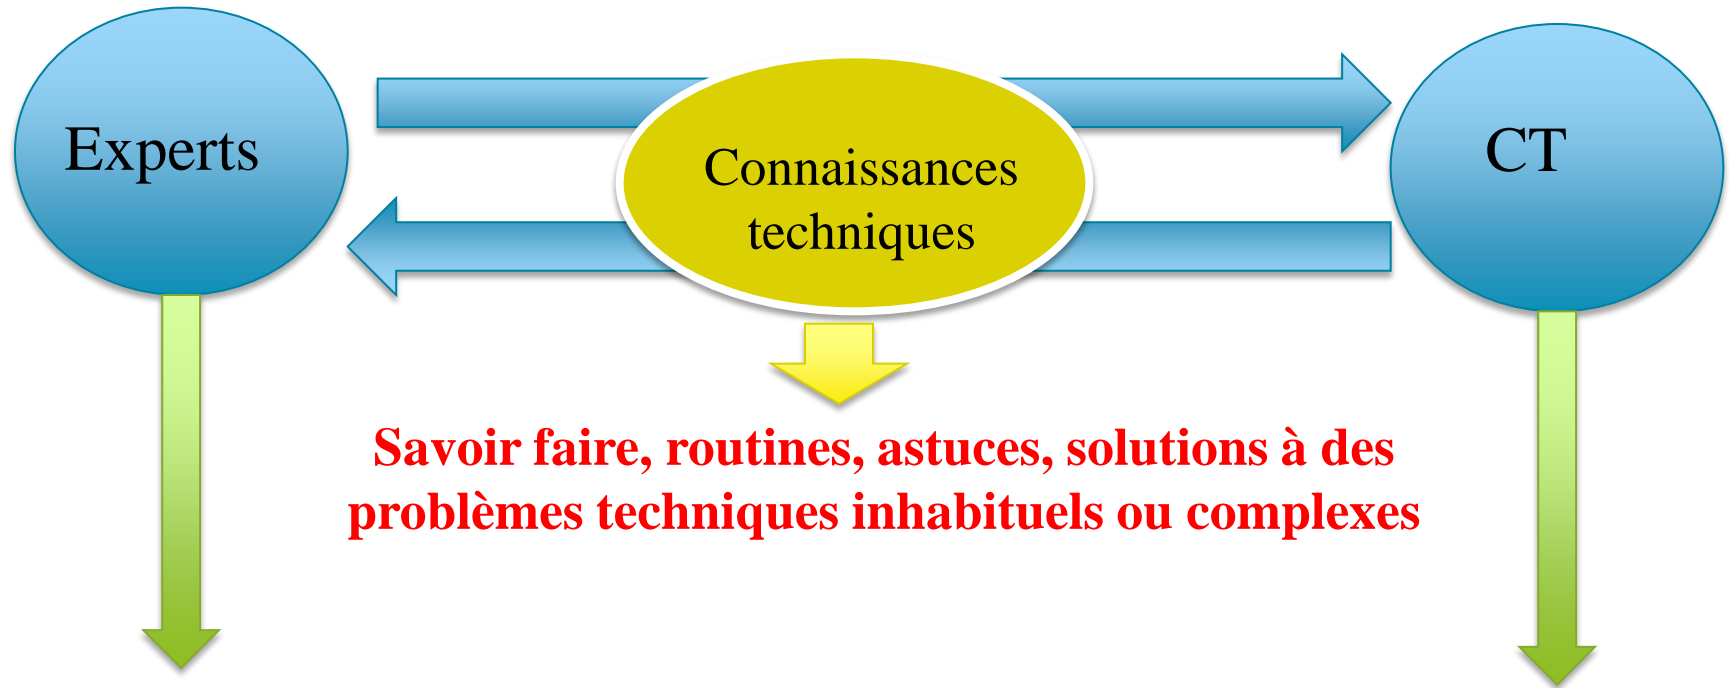 Experts
Connaissances
techniques
CT
Savoir faire, routines, astuces, solutions à des
problèmes techniques inhabituels ou complexes